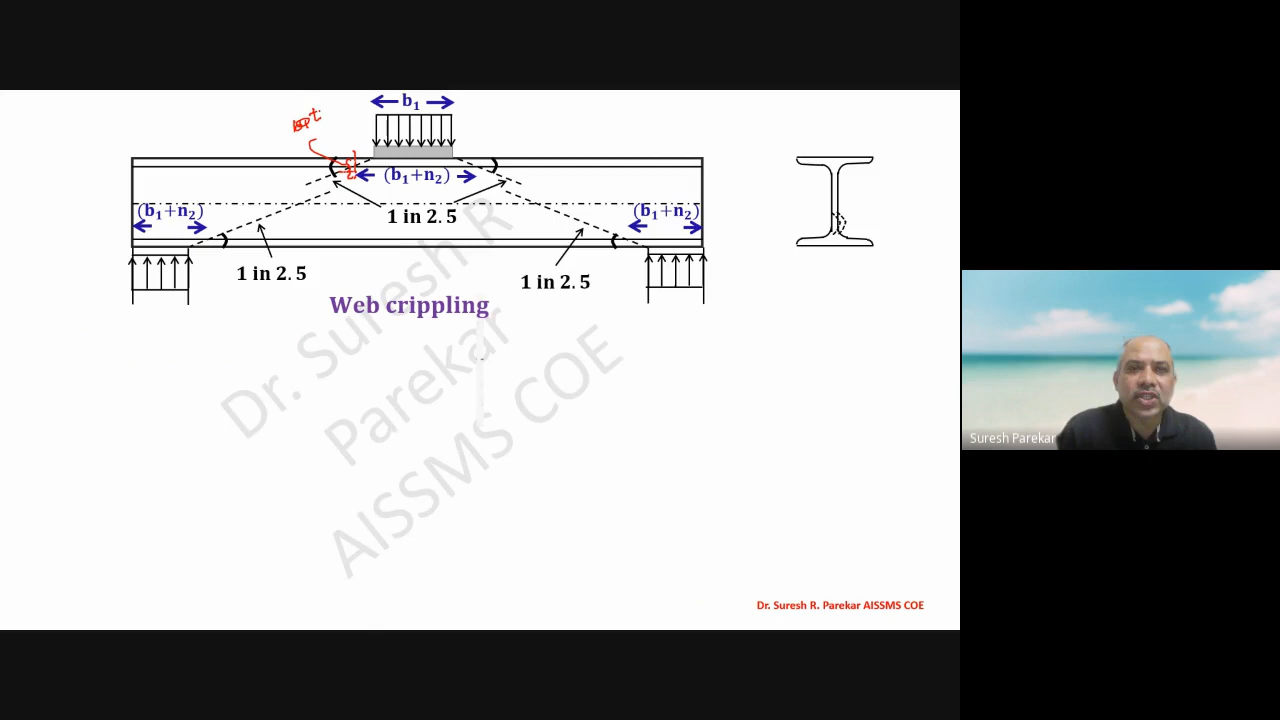 b₁
(b₁+n₂)
(b₁+n₂)
(b₁+n₂)
1 in 2.5
1 in 2.5
1 in 2.5
Web crippling
Dr. Suresh R
Parekar
AISSMS COE
Suresh Parekar
Dr. Suresh R. Parekar AISSMS COE